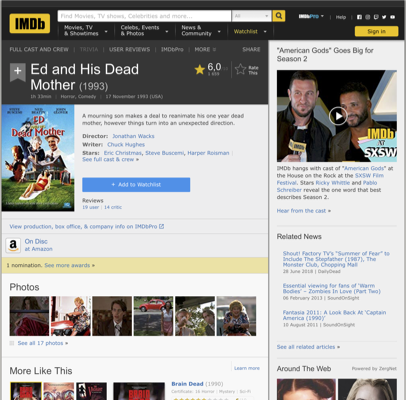 IMDb
Find Movies, TV shows, Celebrities and more...
All
Movies, TV & Showtimes
Celebs, Events & Photos
News & Community
Watchlist
IMDbPro
Help
Sign in
FULL CAST AND CREW | TRIVIA | USER REVIEWS | IMDbPro | MORE
SHARE
Ed and His Dead
Mother (1993)
1h 33min | Horror, Comedy | 17 November 1993 (USA)
6,0
Rate
This
A mourning son makes a deal to reanimate his one year dead
mother, however things turn into an unexpected direction.
Director: Jonathan Wacks
Writer: Chuck Hughes
Stars: Eric Christmas, Steve Buscemi, Harper Roisman |
See full cast & crew »
+ Add to Watchlist
Reviews
19 user | 14 critic
View production, box office, & company info on IMDbPro
On Disc
at Amazon
1 nomination. See more awards »
Photos
See all 17 photos »
More Like This
Learn more
Brain Dead (1990)
"American Gods" Goes Big for
Season 2
IMDb
at
SXSW
IMDb hangs with cast of "American Gods" at
the House on the Rock at the SXSW Film
Festival. Stars Ricky Whittle and Pablo
Schreiber reveal the one word that best
describes Season 2.
Hear from the cast »
Related News
Shout! Factory TV's "Summer of Fear" to
Include The Stepfather (1987), The
Monster Club, Chopping Mall
28 June 2018 | DailyDead
Essential viewing for fans of 'Warm
Bodies' – Zombies In Love (Part Two)
06 February 2013 | SoundOnSight
Fantasia 2011: A Look Back At 'Captain
America (1990)'
10 August 2011 | SoundOnSight
See all related articles »
Around The Web
Powered by ZergNet